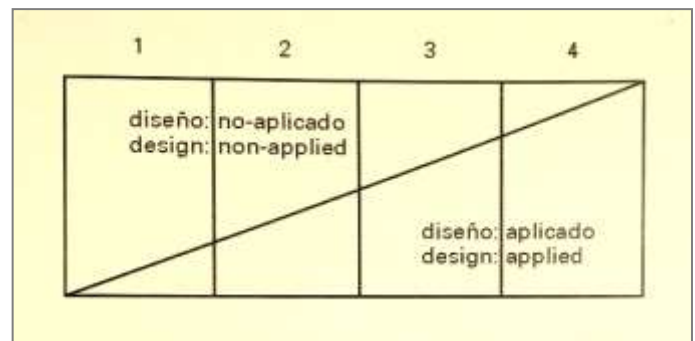 1 2 3 4
diseño: no-aplicado
design: non-applied
diseño: aplicado
design: applied